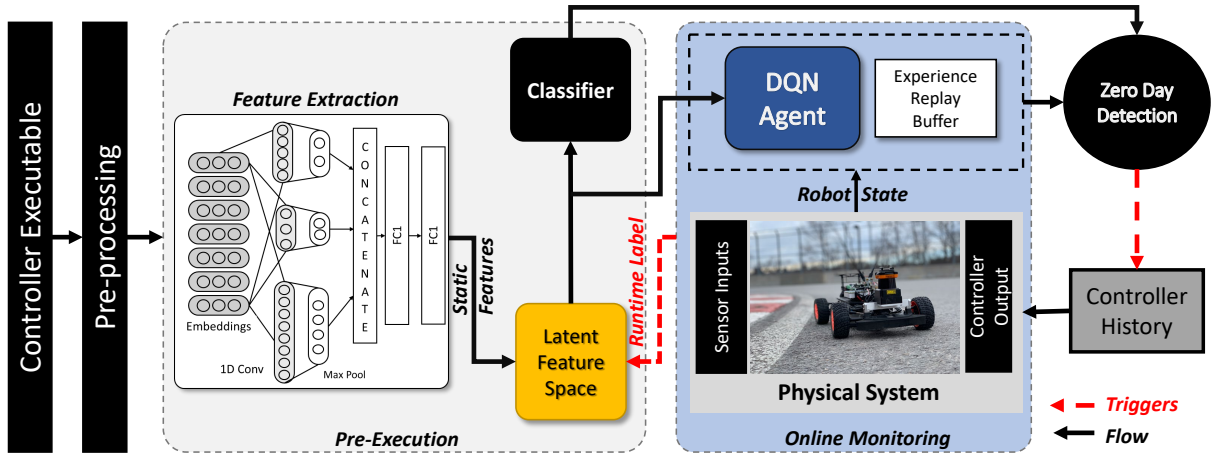 Controller Executable
Pre-processing
Feature Extraction
Embeddings
1D Conv
Max Pool
CONCATENATE
FC1
FC1
Static
Features
Classifier
Latent
Feature
Space
Pre-Execution
Runtime Label
DQN
Agent
Experience
Replay
Buffer
Robot State
Sensor Inputs
Controller
Output
Physical System
Online Monitoring
Zero Day
Detection
Controller
History
Triggers
Flow